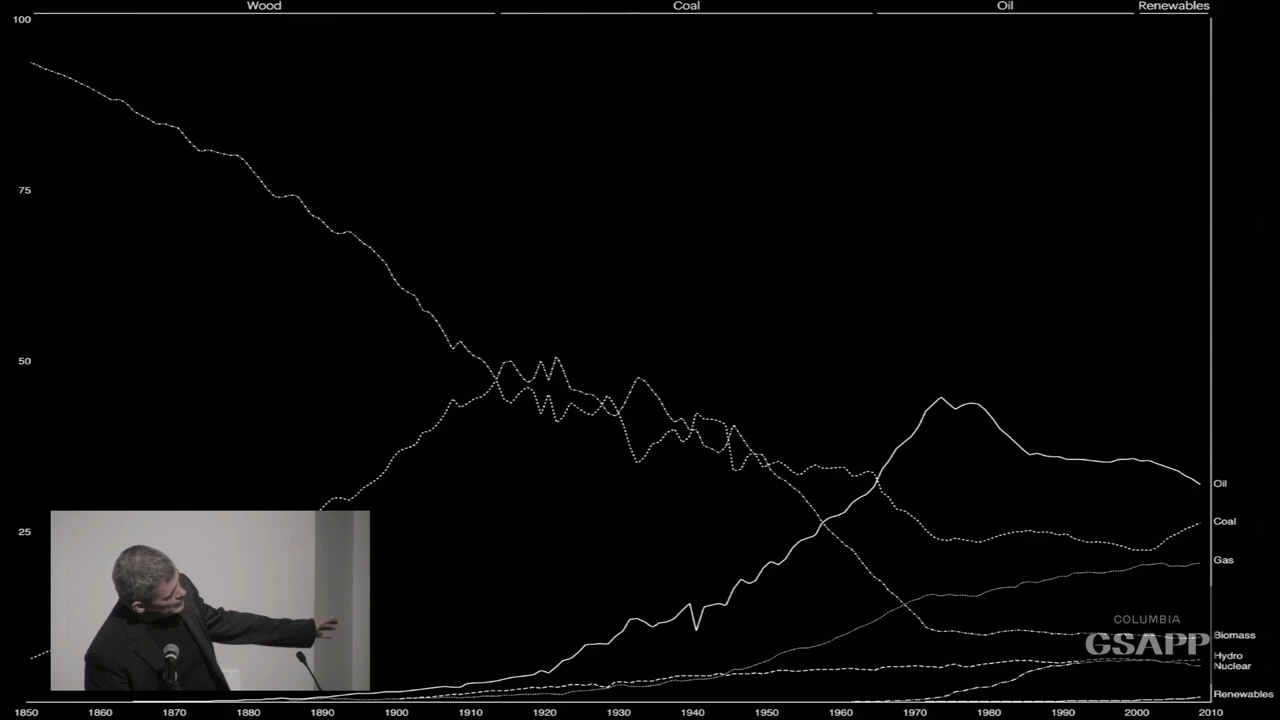 Wood Coal Oil Renewables
100
75
50
25
Oil
Coal
Gas
COLUMBIA
GSAPP
Biomass
Hydro
Nuclear
Renewables
1850 1860 1870 1880 1890 1900 1910 1920 1930 1940 1950 1960 1970 1980 1990 2000 2010